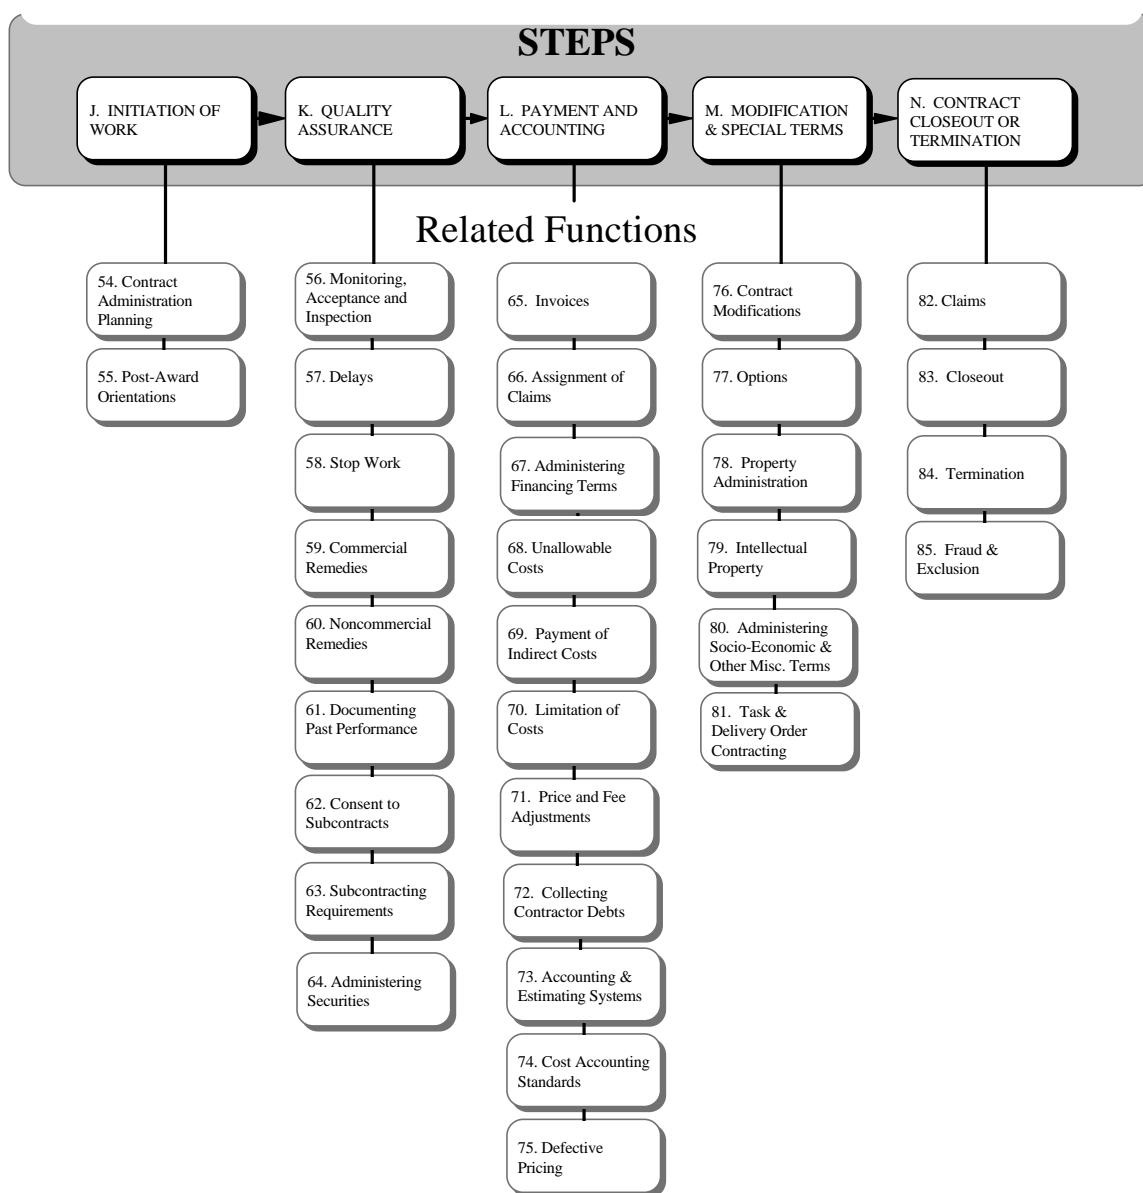 STEPS
J. INITIATION OF
WORK
K. QUALITY
ASSURANCE
L. PAYMENT AND
ACCOUNTING
M. MODIFICATION
& SPECIAL TERMS
N. CONTRACT
CLOSEOUT OR
TERMINATION
Related Functions
54. Contract
Administration
Planning
55. Post-Award
Orientations
56. Monitoring,
Acceptance and
Inspection
57. Delays
58. Stop Work
59. Commercial
Remedies
60. Noncommercial
Remedies
61. Documenting
Past Performance
62. Consent to
Subcontracts
63. Subcontracting
Requirements
64. Administering
Securities
65. Invoices
66. Assignment of
Claims
67. Administering
Financing Terms
68. Unallowable
Costs
69. Payment of
Indirect Costs
70. Limitation of
Costs
71. Price and Fee
Adjustments
72. Collecting
Contractor Debts
73. Accounting &
Estimating Systems
74. Cost Accounting
Standards
75. Defective
Pricing
76. Contract
Modifications
77. Options
78. Property
Administration
79. Intellectual
Property
80. Administering
Socio-Economic &
Other Misc. Terms
81. Task &
Delivery Order
Contracting
82. Claims
83. Closeout
84. Termination
85. Fraud &
Exclusion